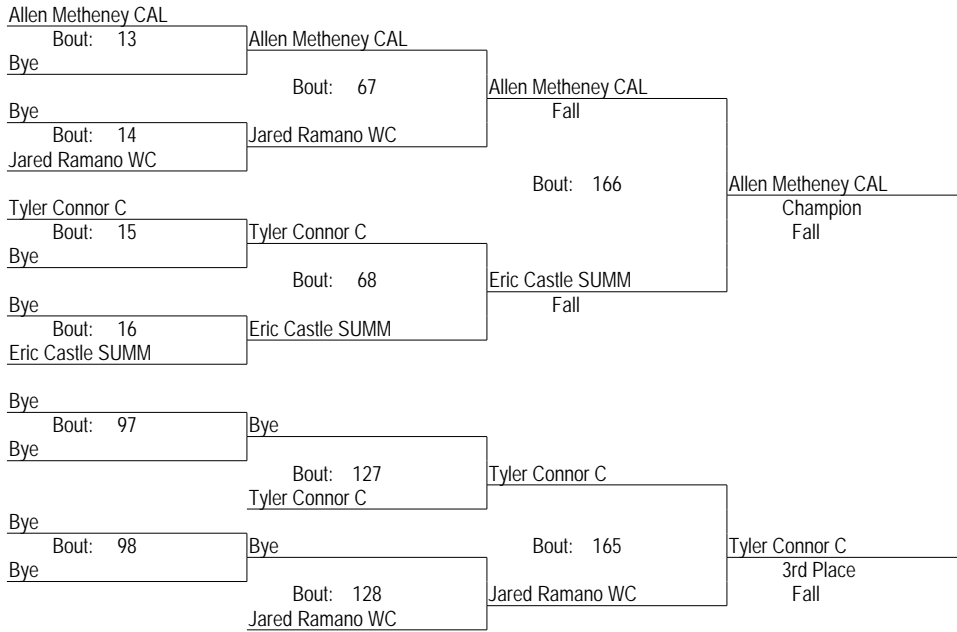 Allen Metheney CAL
Bout: 13
Allen Metheney CAL
Bye
Bout: 67
Allen Metheney CAL
Bye
Fall
Bout: 14
Jared Ramano WC
Jared Ramano WC
Bout: 166
Allen Metheney CAL
Tyler Connor C
Champion
Bout: 15
Tyler Connor C
Fall
Bye
Bout: 68
Eric Castle SUMM
Bye
Fall
Bout: 16
Eric Castle SUMM
Eric Castle SUMM
Bye
Bout: 97
Bye
Bye
Bout: 127
Tyler Connor C
Tyler Connor C
Bye
Bout: 98
Bye
Bout: 165
Tyler Connor C
Bye
3rd Place
Bout: 128
Jared Ramano WC
Fall
Jared Ramano WC